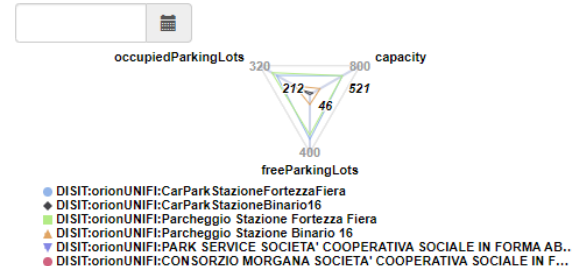 occupiedParkingLots
capacity
320
800
212
521
46
400
freeParkingLots
DISIT:orionUNIFI:CarParkStazioneFortezzaFiera
DISIT:orionUNIFI:CarParkStazioneBinario16
DISIT:orionUNIFI:Parcheggio Stazione Fortezza Fiera
DISIT:orionUNIFI:Parcheggio Stazione Binario 16
DISIT:orionUNIFI:PARK SERVICE SOCIETA' COOPERATIVA SOCIALE IN FORMA AB..
DISIT:orionUNIFI:CONSORZIO MORGANA SOCIETA' COOPERATIVA SOCIALE IN F...